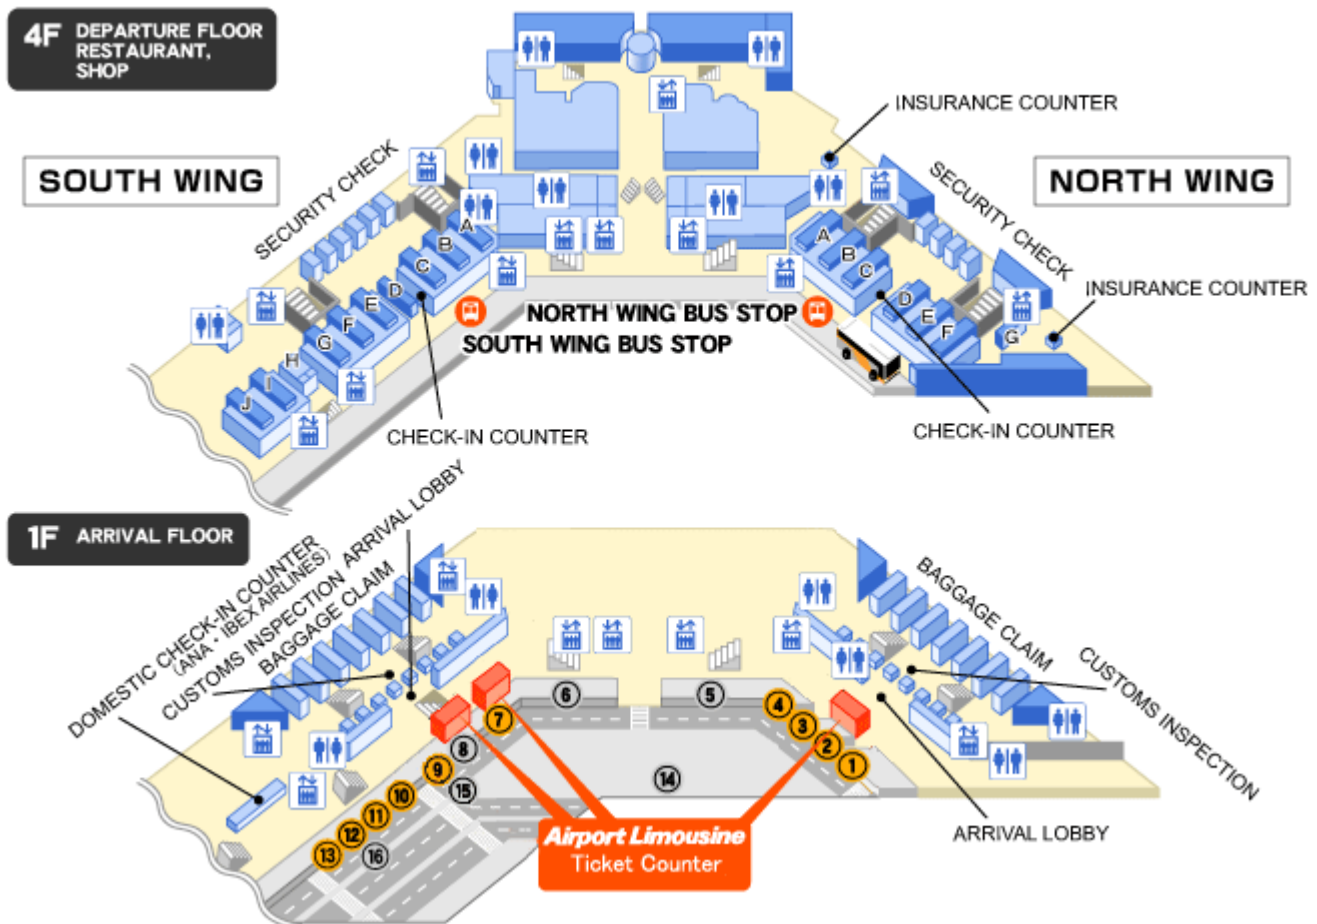 4F DEPARTURE FLOOR
RESTAURANT,
SHOP
SOUTH WING
NORTH WING
INSURANCE COUNTER
SECURITY CHECK
SECURITY CHECK
INSURANCE COUNTER
A
B
C
D
E
F
G
H
I
J
A
B
C
D
E
F
G
NORTH WING BUS STOP
SOUTH WING BUS STOP
CHECK-IN COUNTER
CHECK-IN COUNTER
1F ARRIVAL FLOOR
DOMESTIC CHECK-IN COUNTER
(ANA・IBEX AIRLINES)
CUSTOMS INSPECTION
BAGGAGE CLAIM
ARRIVAL LOBBY
BAGGAGE CLAIM
CUSTOMS INSPECTION
ARRIVAL LOBBY
6
5
4
3
2
1
7
8
9
10
11
12
13
14
15
16
Airport Limousine
Ticket Counter